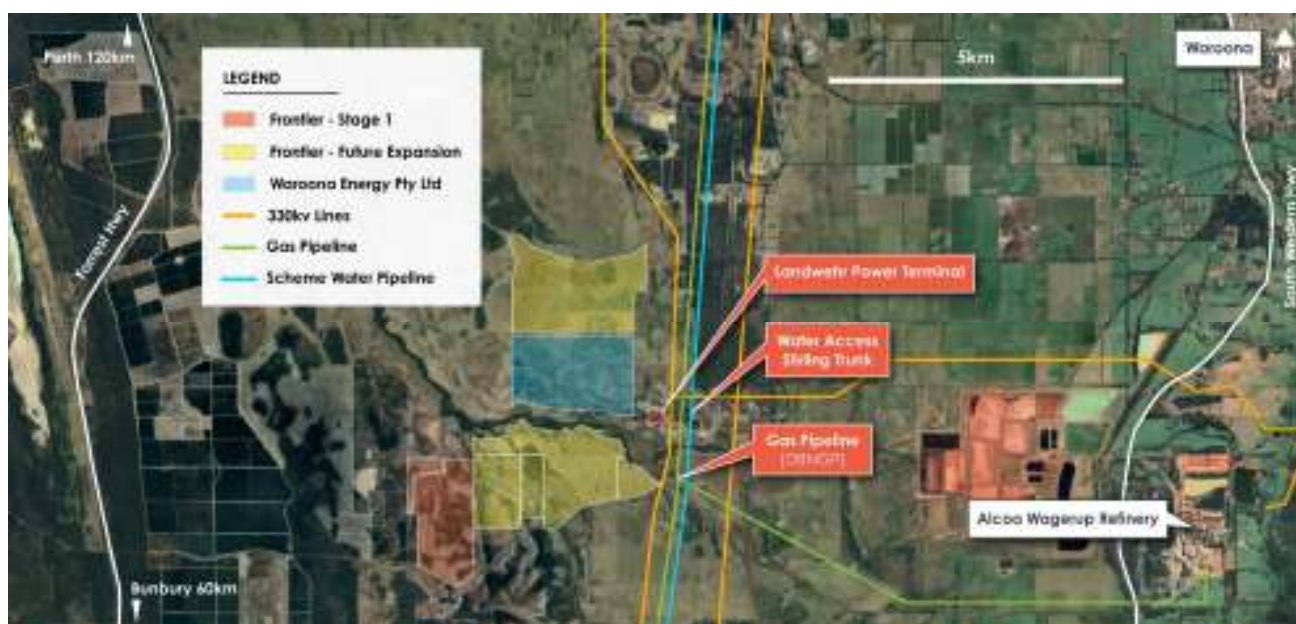 Perth 120km
LEGEND
Frontier - Stage 1
Frontier - Future Expansion
Waroona Energy Pty Ltd
330kv Lines
Gas Pipeline
Scheme Water Pipeline
5km
Waroona
N
Forrest Hwy
South Western Hwy
Landwehr Power Terminal
Water Access
Stirling Trunk
Gas Pipeline
(DBNGP)
Alcoa Wagerup Refinery
Bunbury 60km